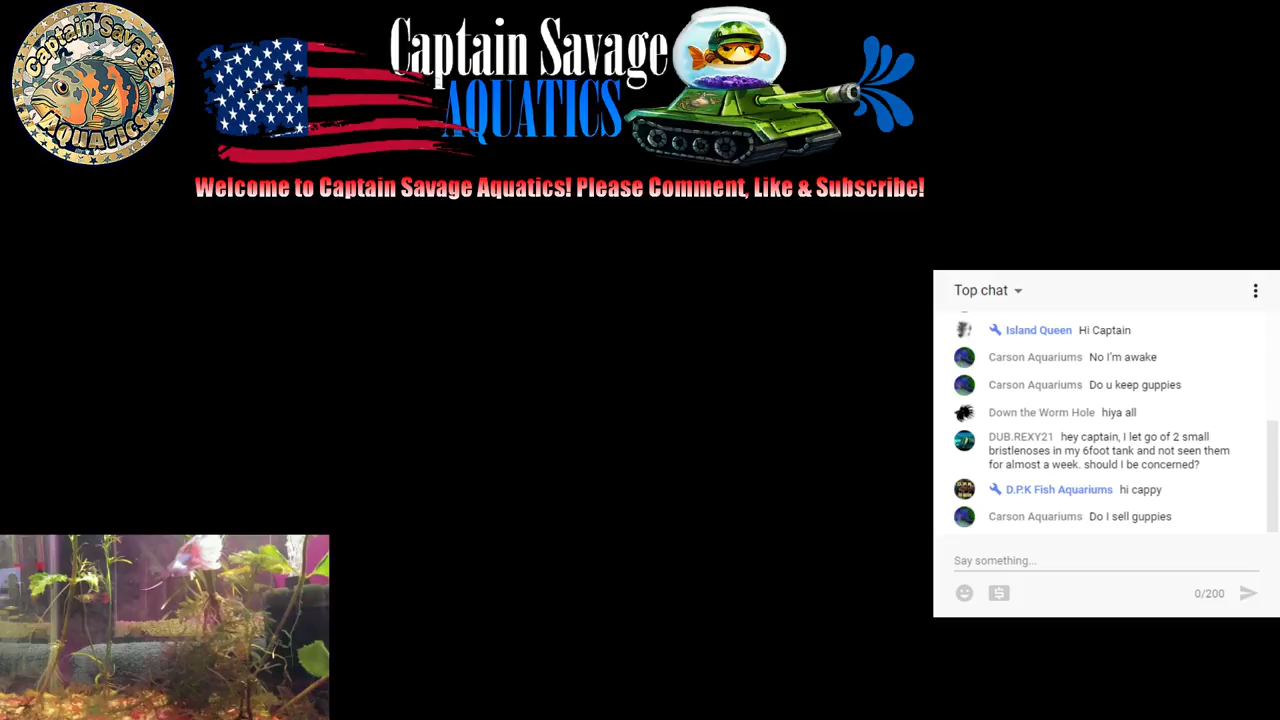 Captain Savage
AQUATICS
Captain Savage
AQUATICS
Welcome to Captain Savage Aquatics! Please Comment, Like & Subscribe!
Top chat
Island Queen Hi Captain
Carson Aquariums No I'm awake
Carson Aquariums Do u keep guppies
Down the Worm Hole hiya all
DUB.REXY21 hey captain, I let go of 2 small
bristlenoses in my 6foot tank and not seen them
for almost a week. should I be concerned?
D.P.K Fish Aquariums hi cappy
Carson Aquariums Do I sell guppies
Say something...
0/200